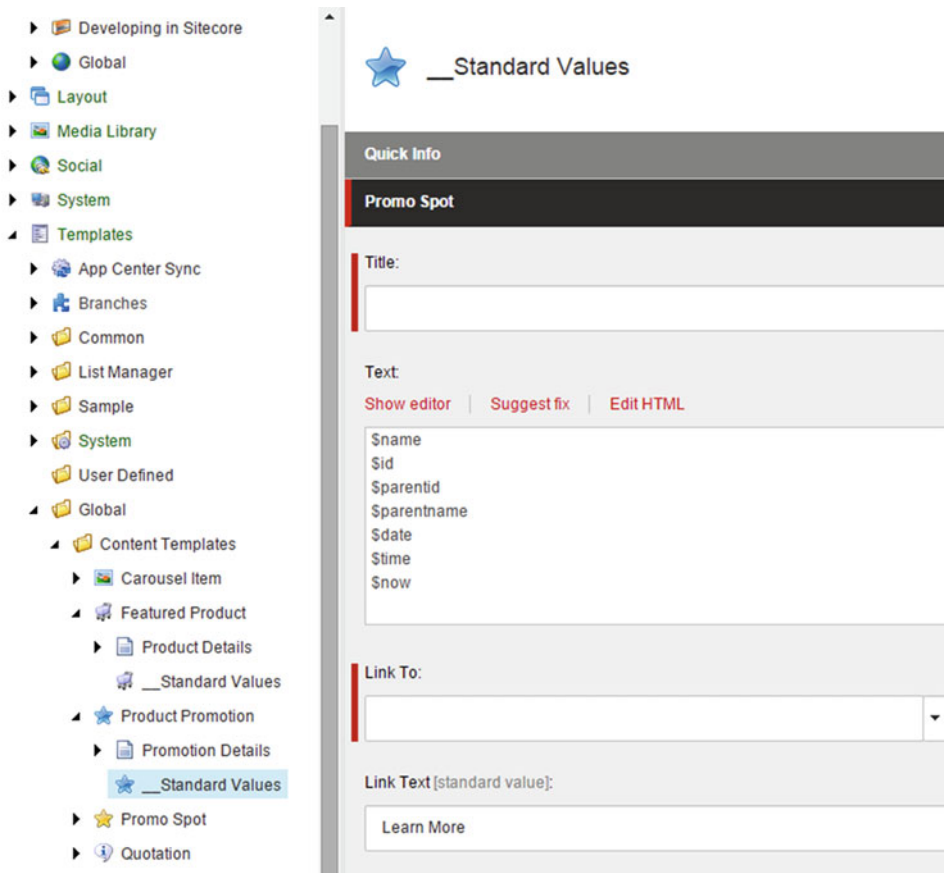 Developing in Sitecore
Global
Layout
Media Library
Social
System
Templates
App Center Sync
Branches
Common
List Manager
Sample
System
User Defined
Global
Content Templates
Carousel Item
Featured Product
Product Details
__Standard Values
Product Promotion
Promotion Details
__Standard Values
Promo Spot
Quotation
__Standard Values
Quick Info
Promo Spot
Title:
Text:
Show editor | Suggest fix | Edit HTML
$name
$id
$parentid
$parentname
$date
$time
$now
Link To:
Link Text [standard value]:
Learn More